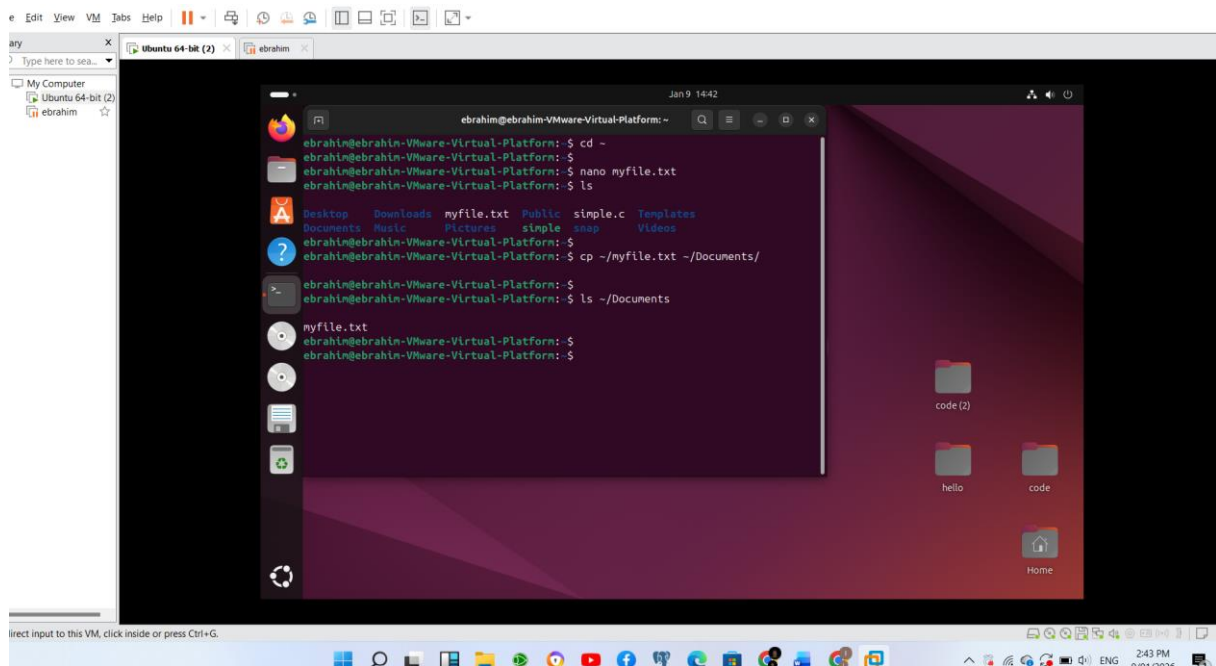 e Edit View VM Tabs Help
ary X
Type here to sea...
Ubuntu 64-bit (2)
ebrahim
My Computer
Ubuntu 64-bit (2)
ebrahim
Jan 9 14:42
ebrahim@ebrahim-VMware-Virtual-Platform: ~
ebrahim@ebrahim-VMware-Virtual-Platform:~$ cd ~
ebrahim@ebrahim-VMware-Virtual-Platform:~$
ebrahim@ebrahim-VMware-Virtual-Platform:~$ nano myfile.txt
ebrahim@ebrahim-VMware-Virtual-Platform:~$ ls
Desktop Downloads myfile.txt Public simple.c Templates
Documents Music Pictures simple snap Videos
ebrahim@ebrahim-VMware-Virtual-Platform:~$
ebrahim@ebrahim-VMware-Virtual-Platform:~$ cp ~/myfile.txt ~/Documents/
ebrahim@ebrahim-VMware-Virtual-Platform:~$
ebrahim@ebrahim-VMware-Virtual-Platform:~$ ls ~/Documents
myfile.txt
ebrahim@ebrahim-VMware-Virtual-Platform:~$
ebrahim@ebrahim-VMware-Virtual-Platform:~$
code (2)
hello
code
Home
irect input to this VM, click inside or press Ctrl+G.
ENG
2:43 PM